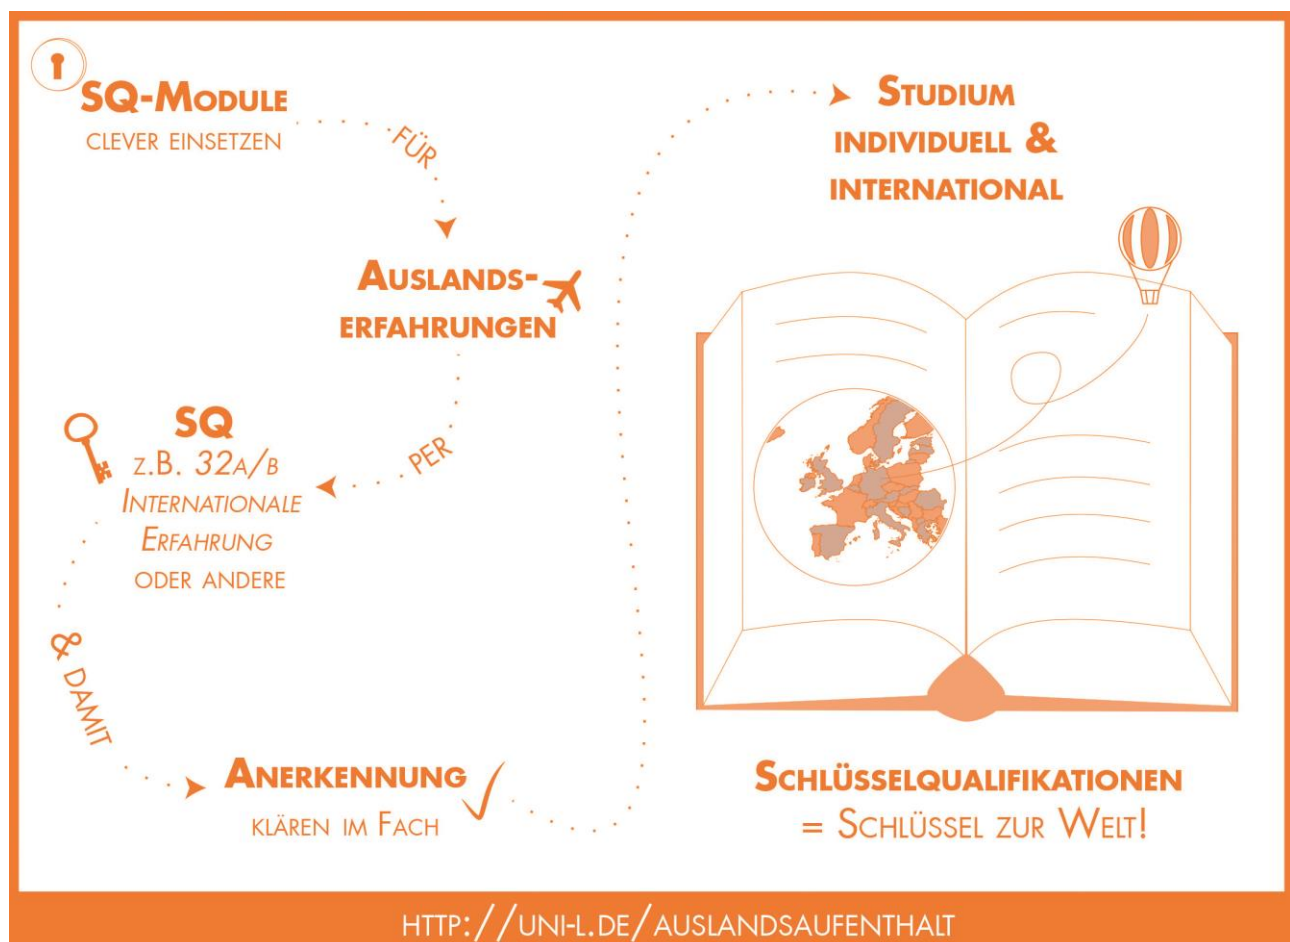 SQ-MODULE
CLEVER EINSETZEN
FÜR
AUSLANDS-
ERFAHRUNGEN
PER
SQ
Z.B. 32A/B
INTERNATIONALE
ERFAHRUNG
ODER ANDERE
& DAMIT
ANERKENNUNG
KLÄREN IM FACH
STUDIUM
INDIVIDUELL &
INTERNATIONAL
SCHLÜSSELQUALIFIKATIONEN
= SCHLÜSSEL ZUR WELT!
HTTP://UNI-L.DE/AUSLANDSAUFENTHALT